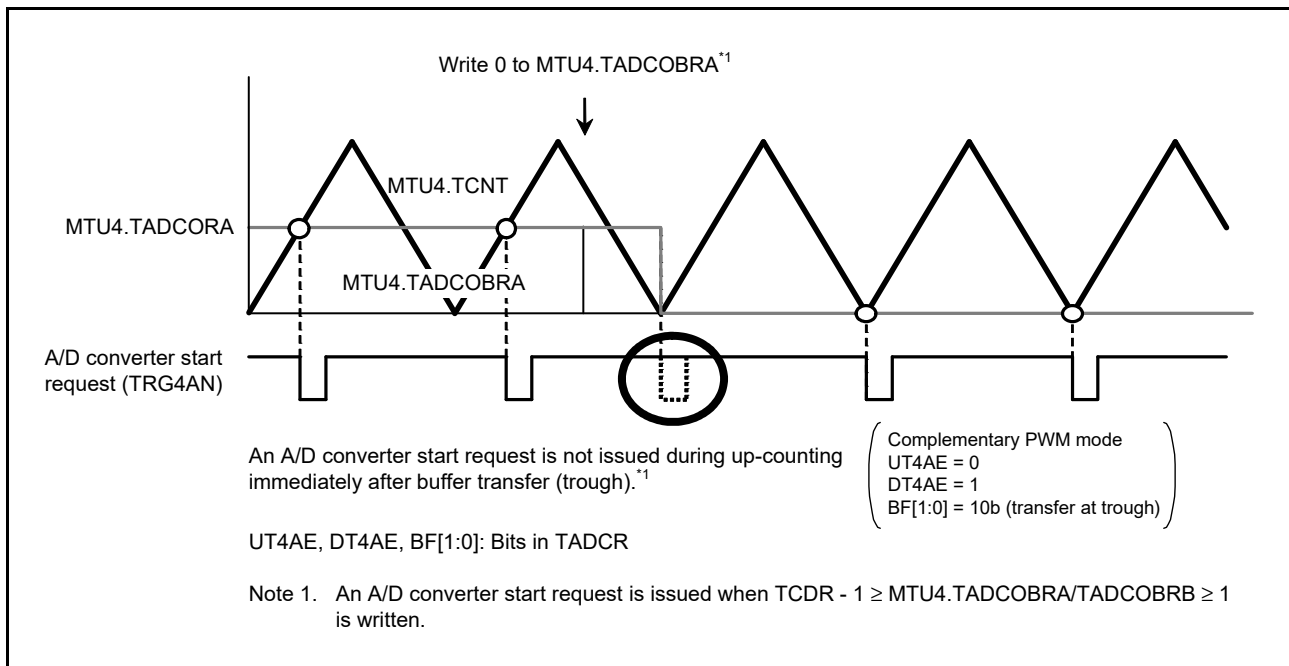 Write 0 to MTU4.TADCOBRA*1
MTU4.TCNT
MTU4.TADCORA
MTU4.TADCOBRA
A/D converter start
request (TRG4AN)
An A/D converter start request is not issued during up-counting
immediately after buffer transfer (trough).*1
Complementary PWM mode
UT4AE = 0
DT4AE = 1
BF[1:0] = 10b (transfer at trough)
UT4AE, DT4AE, BF[1:0]: Bits in TADCR
Note 1. An A/D converter start request is issued when TCDR - 1 ≥ MTU4.TADCOBRA/TADCOBRB ≥ 1
is written.